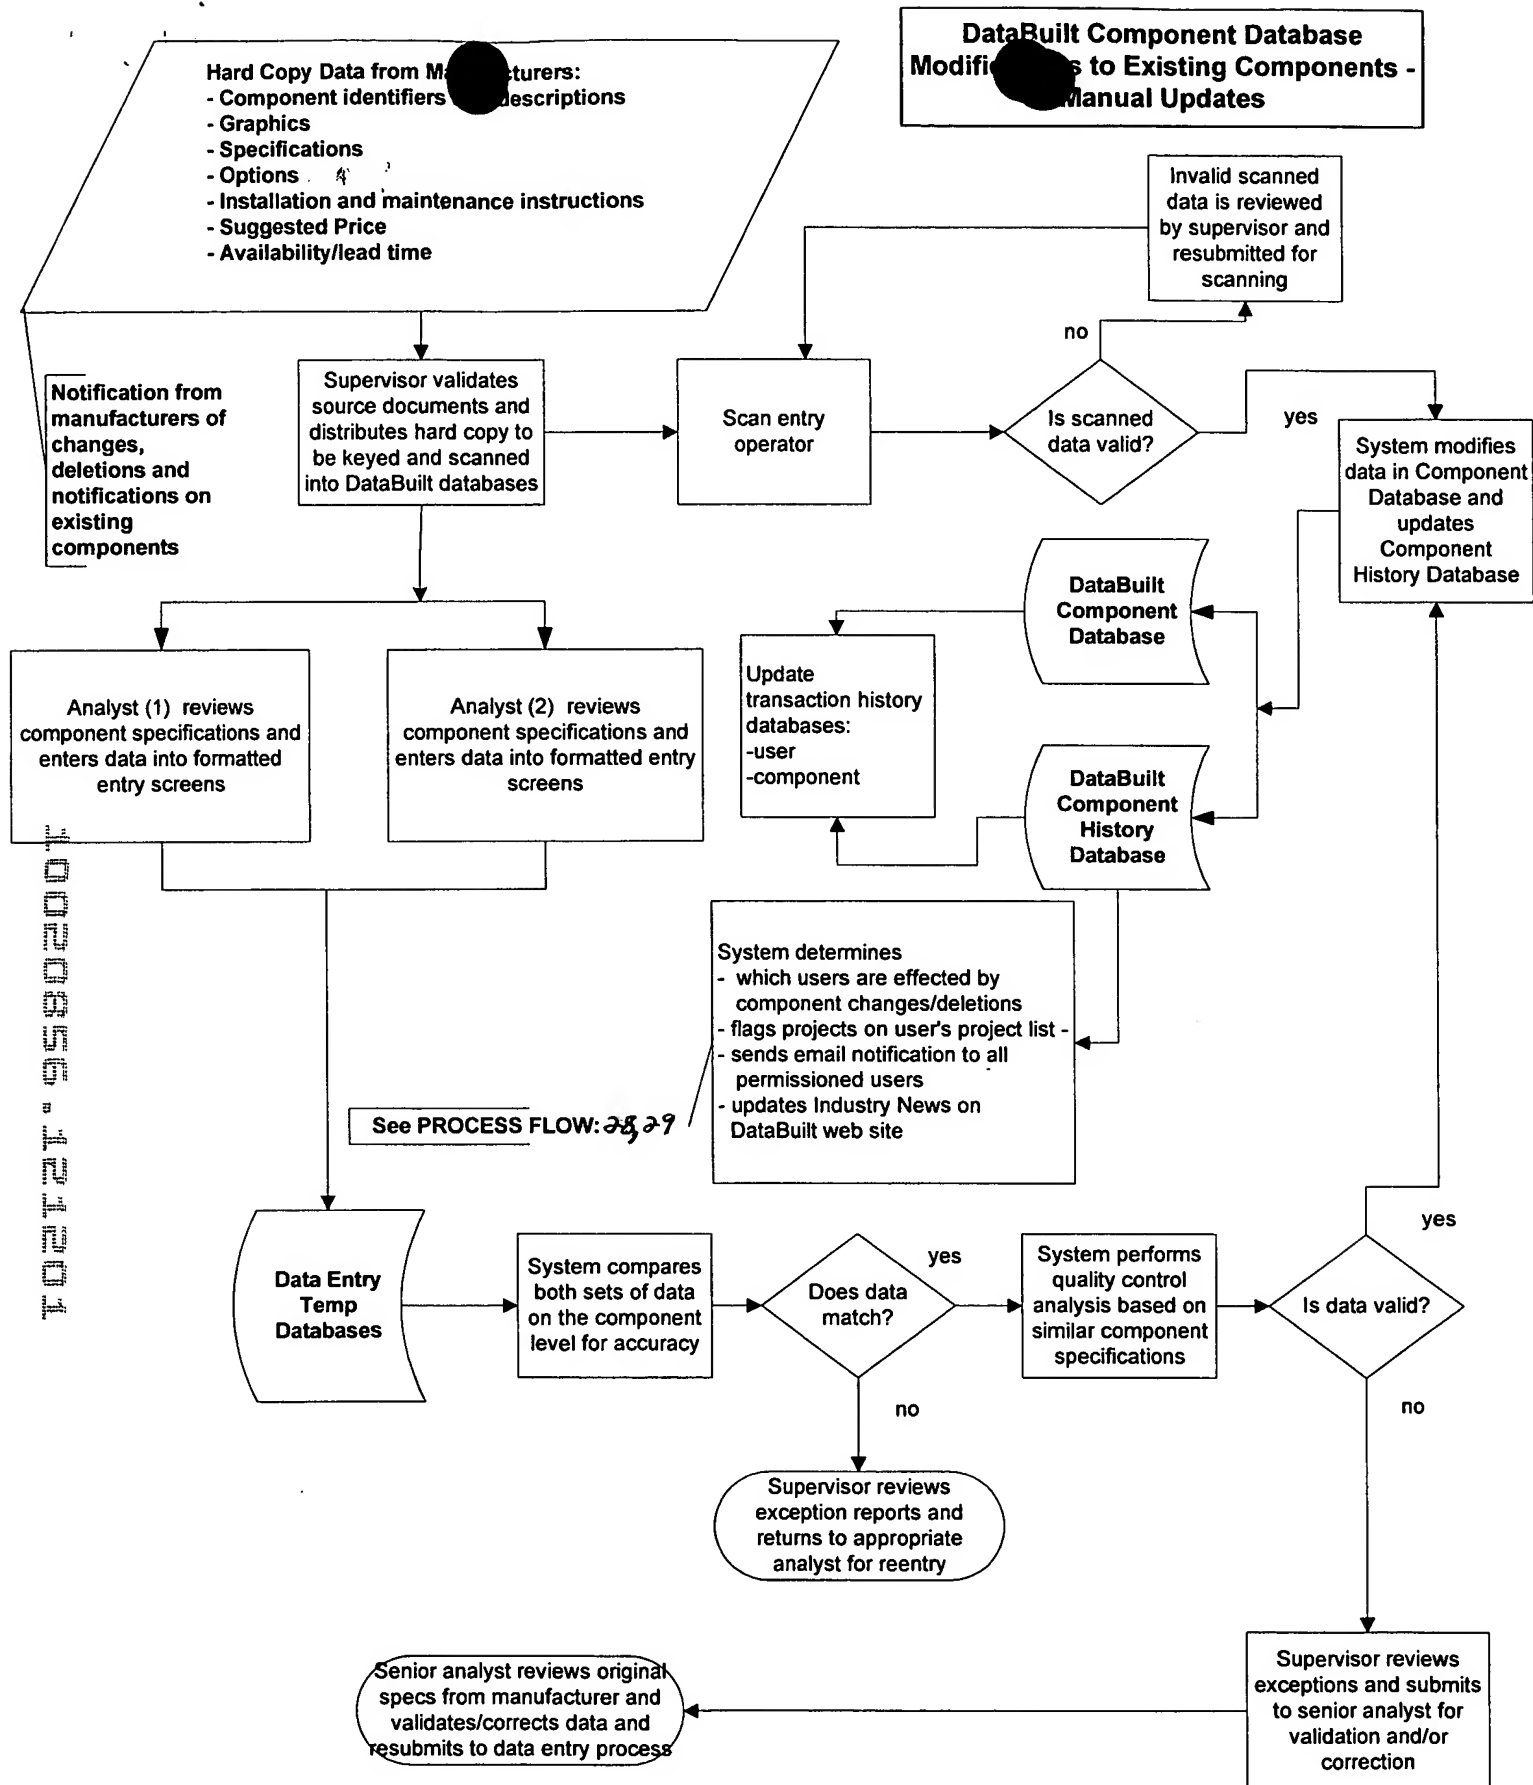 DataBuilt Component Database
to Existing Components -
Manual Updates
Hard Copy Data from
- Component identifiers descriptions
- Graphics
- Specifications
- Options
- Installation and maintenance instructions
- Suggested Price
- Availability/lead time
Invalid scanned
data is reviewed
by supervisor and
resubmitted for
scanning
no
Notification from
manufacturers of
changes,
deletions and
notifications on
existing
components
Supervisor validates
source documents and
distributes hard copy to
be keyed and scanned
into DataBuilt databases
Scan entry
operator
Is scanned
data valid?
yes
System modifies
data in Component
Database and
updates
Component
History Database
DataBuilt
Component
Database
Update
transaction history
databases:
-user
-component
Analyst (1) reviews
component specifications and
enters data into formatted
entry screens
Analyst (2) reviews
component specifications and
enters data into formatted entry
screens
DataBuilt
Component
History
Database
10020856.121201
System determines
- which users are effected by
component changes/deletions
- flags projects on user's project list -
- sends email notification to all
permissioned users
- updates Industry News on
DataBuilt web site
See PROCESS FLOW: 28,29
Data Entry
Temp
Databases
System compares
both sets of data
on the component
level for accuracy
Does data
match?
yes
System performs
quality control
analysis based on
similar component
specifications
Is data valid?
yes
no
no
Supervisor reviews
exception reports and
returns to appropriate
analyst for reentry
Senior analyst reviews original
specs from manufacturer and
validates/corrects data and
resubmits to data entry process
Supervisor reviews
exceptions and submits
to senior analyst for
validation and/or
correction